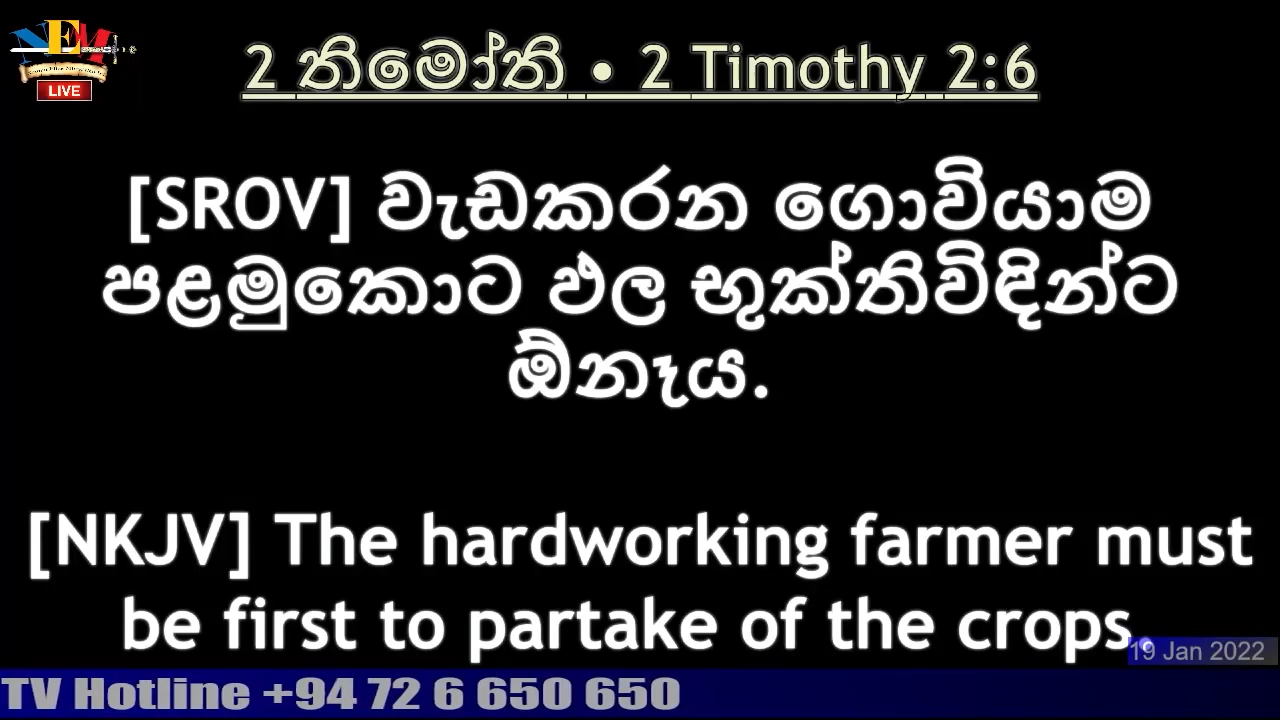 NEM
LIVE
2 තිමෝති • 2 Timothy 2:6
[SROV] වැඩකරන ගොවියාම
පළමුකොට ඵල භුක්තිවිඳින්ට
ඕනෑය.
[NKJV] The hardworking farmer must
be first to partake of the crops.
19 Jan 2022
TV Hotline +94 72 6 650 650